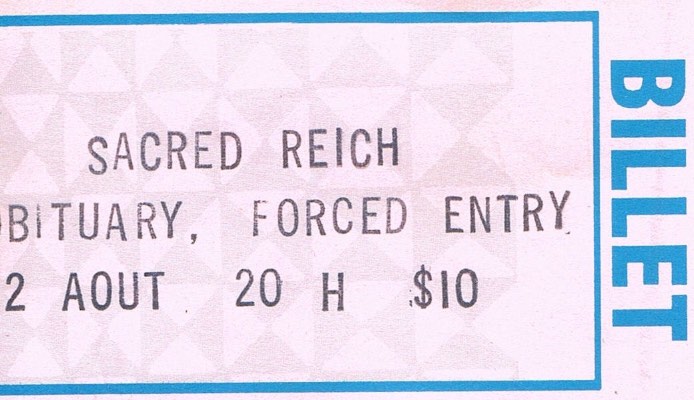 SACRED REICH
OBITUARY, FORCED ENTRY
2 AOUT 20 H $10
BILLET